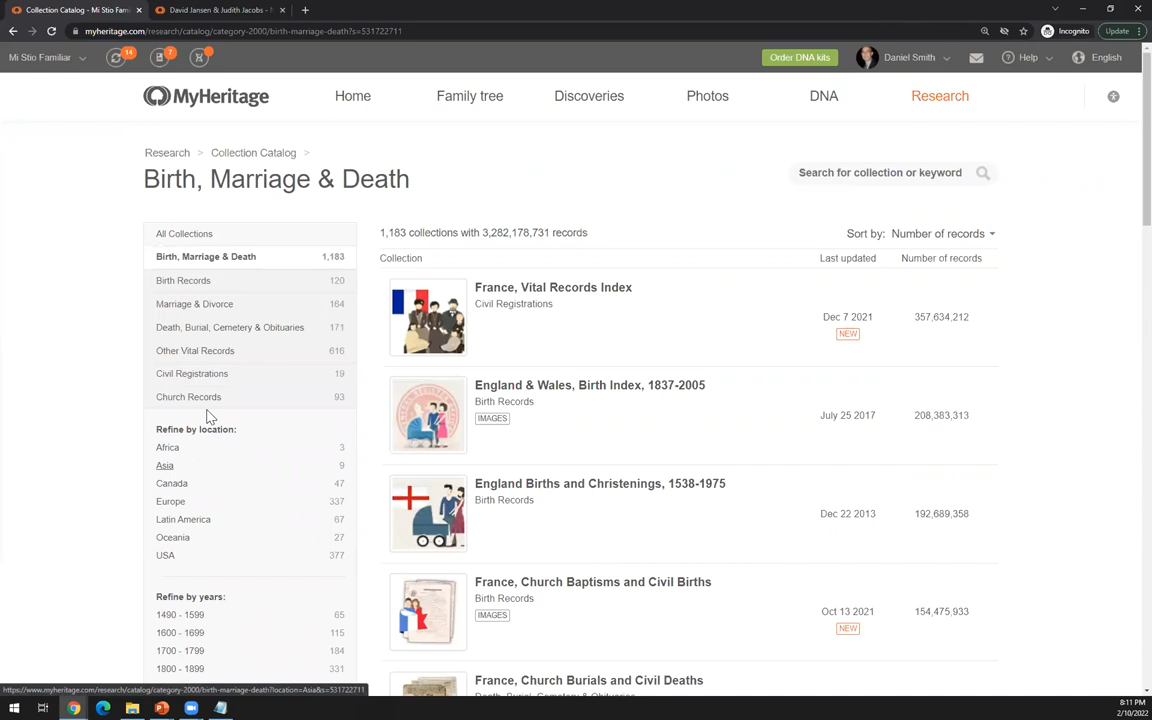 Collection Catalog - Mi Stio Familiar
David Jansen & Judith Jacobs -
myheritage.com/research/catalog/category-2000/birth-marriage-death?s=531722711
Incognito
Update
Mi Stio Familiar
14
7
Order DNA kits
Daniel Smith
Help
English
MyHeritage
Home
Family tree
Discoveries
Photos
DNA
Research
Research > Collection Catalog >
Birth, Marriage & Death
Search for collection or keyword
All Collections
Birth, Marriage & Death 1,183
Birth Records 120
Marriage & Divorce 164
Death, Burial, Cemetery & Obituaries 171
Other Vital Records 616
Civil Registrations 19
Church Records 93
Refine by location:
Africa 3
Asia 9
Canada 47
Europe 337
Latin America 67
Oceania 27
USA 377
Refine by years:
1490 - 1599 65
1600 - 1699 115
1700 - 1799 184
1800 - 1899 331
1,183 collections with 3,282,178,731 records
Sort by: Number of records
Collection Last updated Number of records
France, Vital Records Index
Civil Registrations
Dec 7 2021 357,634,212
NEW
England & Wales, Birth Index, 1837-2005
Birth Records
IMAGES
July 25 2017 208,383,313
England Births and Christenings, 1538-1975
Birth Records
Dec 22 2013 192,689,358
France, Church Baptisms and Civil Births
Birth Records
IMAGES
Oct 13 2021 154,475,933
NEW
France, Church Burials and Civil Deaths
Death, Burial, Cemetery & Obituaries
https://www.myheritage.com/research/catalog/category-2000/birth-marriage-death?location=Asia&s=531722711
8:11 PM
2/10/2022